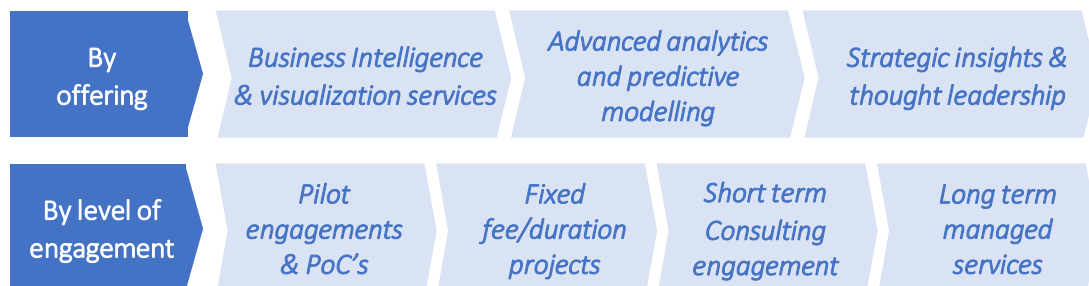 By
offering
Business Intelligence
& visualization services
Advanced analytics
and predictive
modelling
Strategic insights &
thought leadership
By level of
engagement
Pilot
engagements
& PoC’s
Fixed
fee/duration
projects
Short term
Consulting
engagement
Long term
managed
services